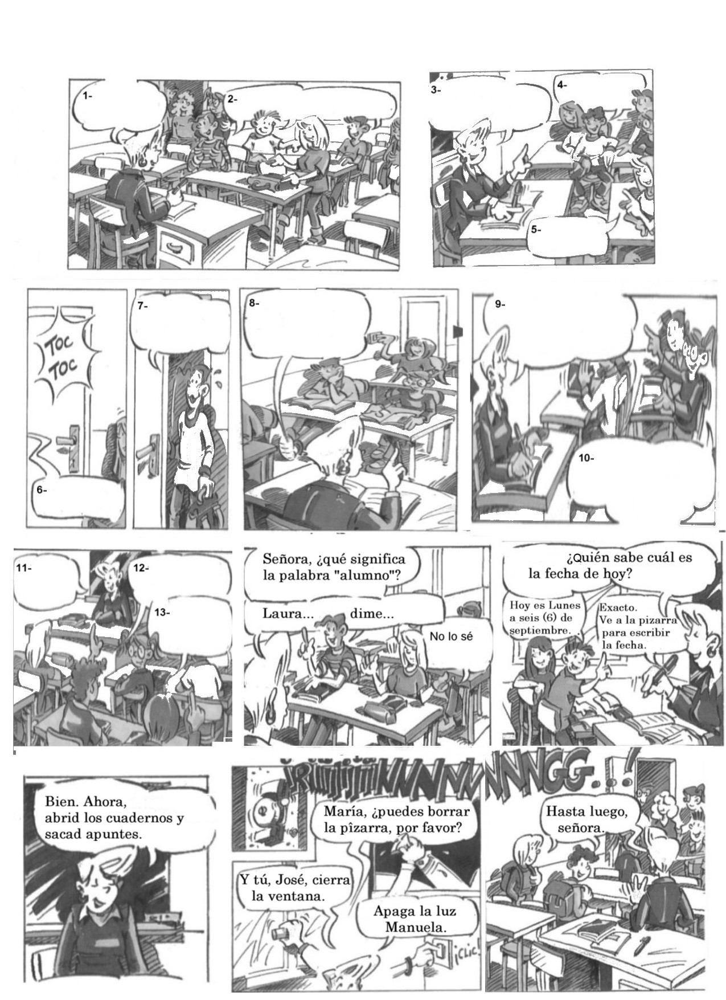 1-
2-
3-
4-
5-
TOC
TOC
6-
7-
8-
9-
10-
11-
12-
13-
Señora, ¿qué significa
la palabra "alumno"?
Laura... dime...
No lo sé
¿Quién sabe cuál es
la fecha de hoy?
Hoy es Lunes
a seis (6) de
septiembre. .
Exacto.
Ve a la pizarra
para escribir
la fecha.
Bien. Ahora,
abrid los cuadernos y
sacad apuntes.
María, ¿puedes borrar
la pîzarra, por favor?
Y tú, José, cierra
la ventana.
Apaga la luz
Manuela.
¡CLIC!
NNNGG...!
Hasta luego,
señora.